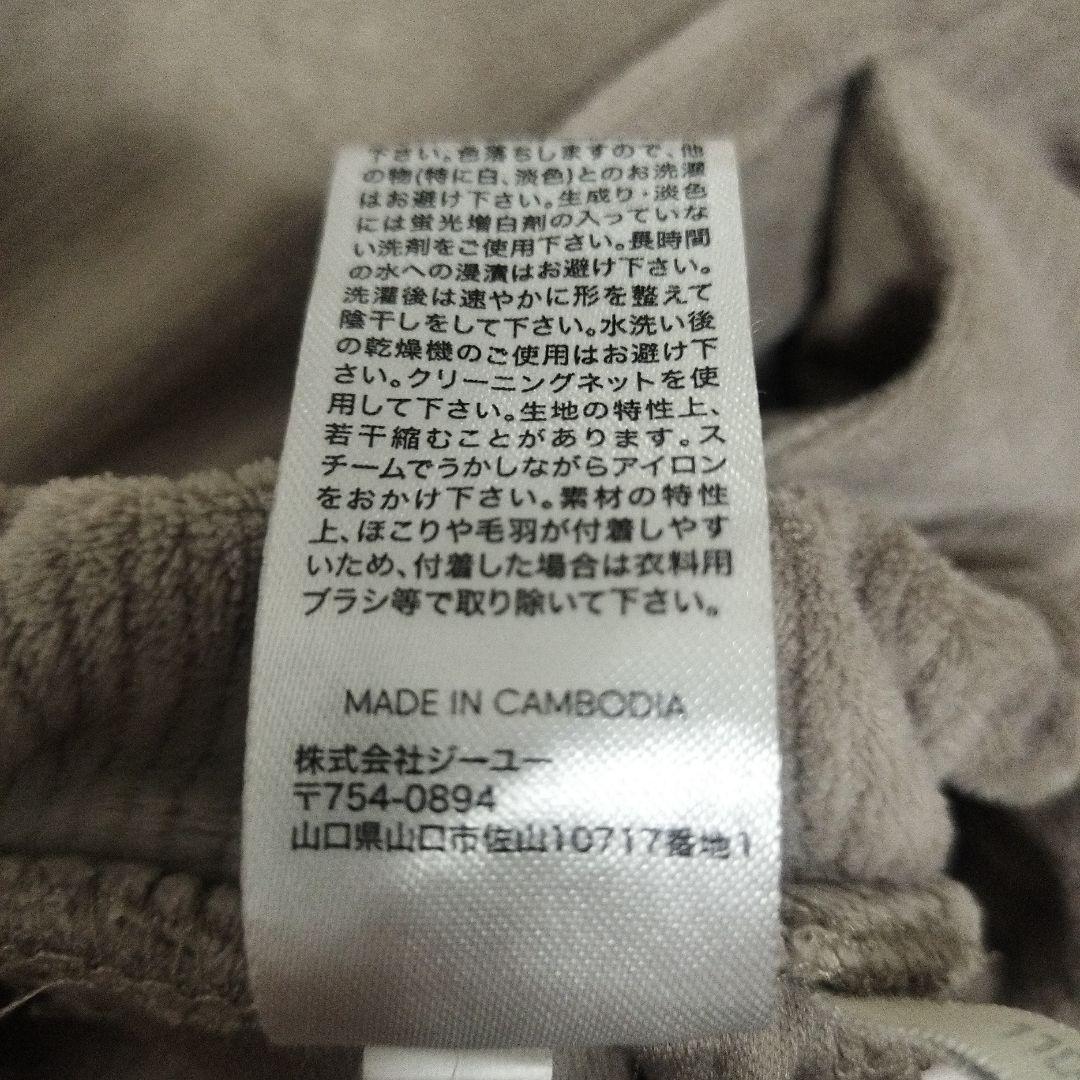 下さい。色落ちしますので、他
の物(特に白、淡色)とのお洗濯
はお避け下さい。生成り・淡色
には蛍光増白剤の入っていな
い洗剤をご使用下さい。長時間
の水への浸漬はお避け下さい。
洗濯後は速やかに形を整えて
陰干しをして下さい。水洗い後
の乾燥機のご使用はお避け下
さい。クリーニングネットを使
用して下さい。生地の特性上、
若干縮むことがあります。ス
チームでうかしながらアイロン
をおかけ下さい。素材の特性
上、ほこりや毛羽が付着しやす
いため、付着した場合は衣料用
ブラシ等で取り除いて下さい。
MADE IN CAMBODIA
株式会社ジーユー
〒754-0894
山口県山口市佐山10717番地1